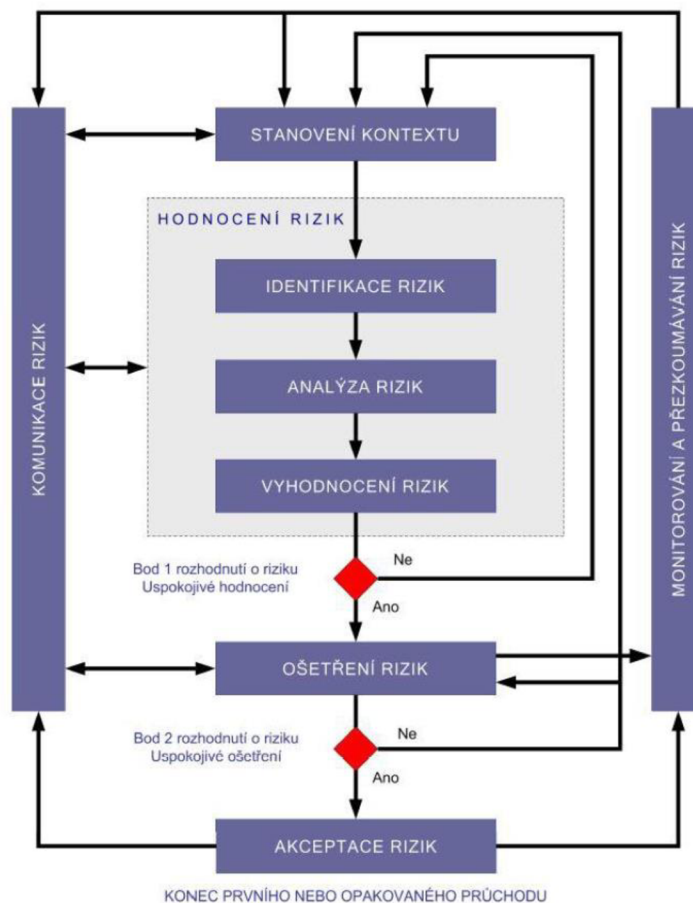 STANOVENÍ KONTEXTU
HODNOCENÍ RIZIK
IDENTIFIKACE RIZIK
ANALÝZA RIZIK
VYHODNOCENÍ RIZIK
KOMUNIKACE RIZIK
MONITOROVÁNÍ A PŘEZKOUMÁVÁNÍ RIZIK
Bod 1 rozhodnutí o riziku
Uspokojivé hodnocení
Ne
Ano
OŠETŘENÍ RIZIK
Bod 2 rozhodnutí o riziku
Uspokojivé ošetření
Ne
Ano
AKCEPTACE RIZIK
KONEC PRVNÍHO NEBO OPAKOVANÉHO PRŮCHODU